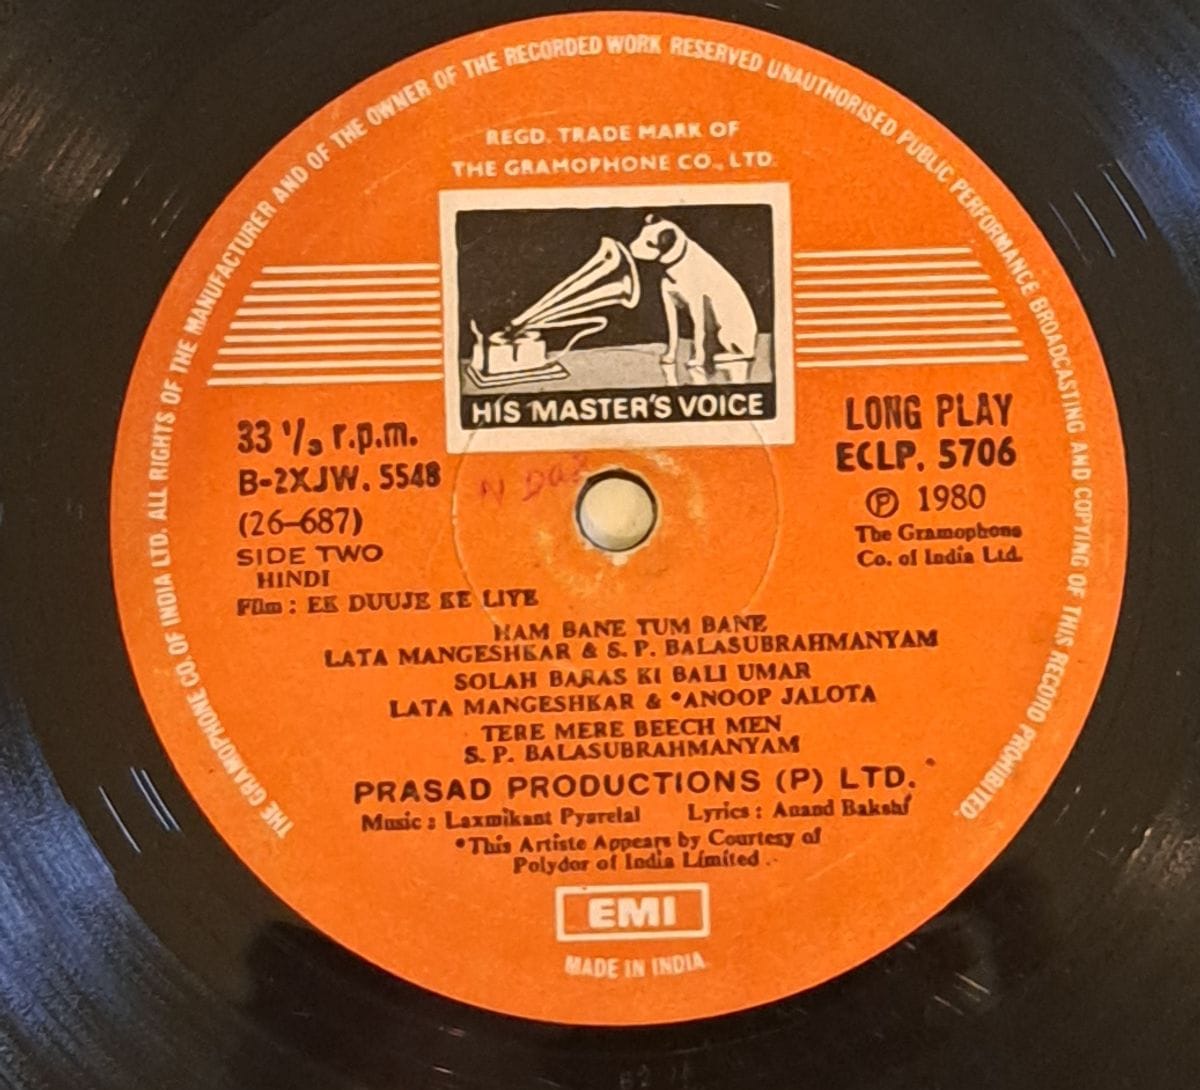 THE GRAMOPHONE CO OF INDIA LTD. ALL RIGHTS OF THE MANUFACTURER AND OF THE OWNER OF THE RECORDED WORK RESERVED UNAUTHORISED PUBLIC PERFORMANCE BROADCASTING AND COPYING OF THIS RECORD PROHIBITED.
REGD. TRADE MARK OF
THE GRAMOPHONE CO., LTD.
HIS MASTER'S VOICE
33 1/3 r.p.m.
B-2XJW. 5548
(26-687)
SIDE TWO
HINDI
LONG PLAY
ECLP. 5706
℗ 1980
The Gramophone
Co. of India Ltd.
Film : EK DUUJE KE LIYE
HAM BANE TUM BANE
LATA MANGESHKAR & S. P. BALASUBRAHMANYAM
SOLAH BARAS KI BALI UMAR
LATA MANGESHKAR & *ANOOP JALOTA
TERE MERE BEECH MEN
S. P. BALASUBRAHMANYAM
PRASAD PRODUCTIONS (P) LTD.
Music : Laxmikant Pyarelal Lyrics : Anand Bakshi
*This Artiste Appears by Courtesy of
Polydor of India Limited.
EMI
MADE IN INDIA